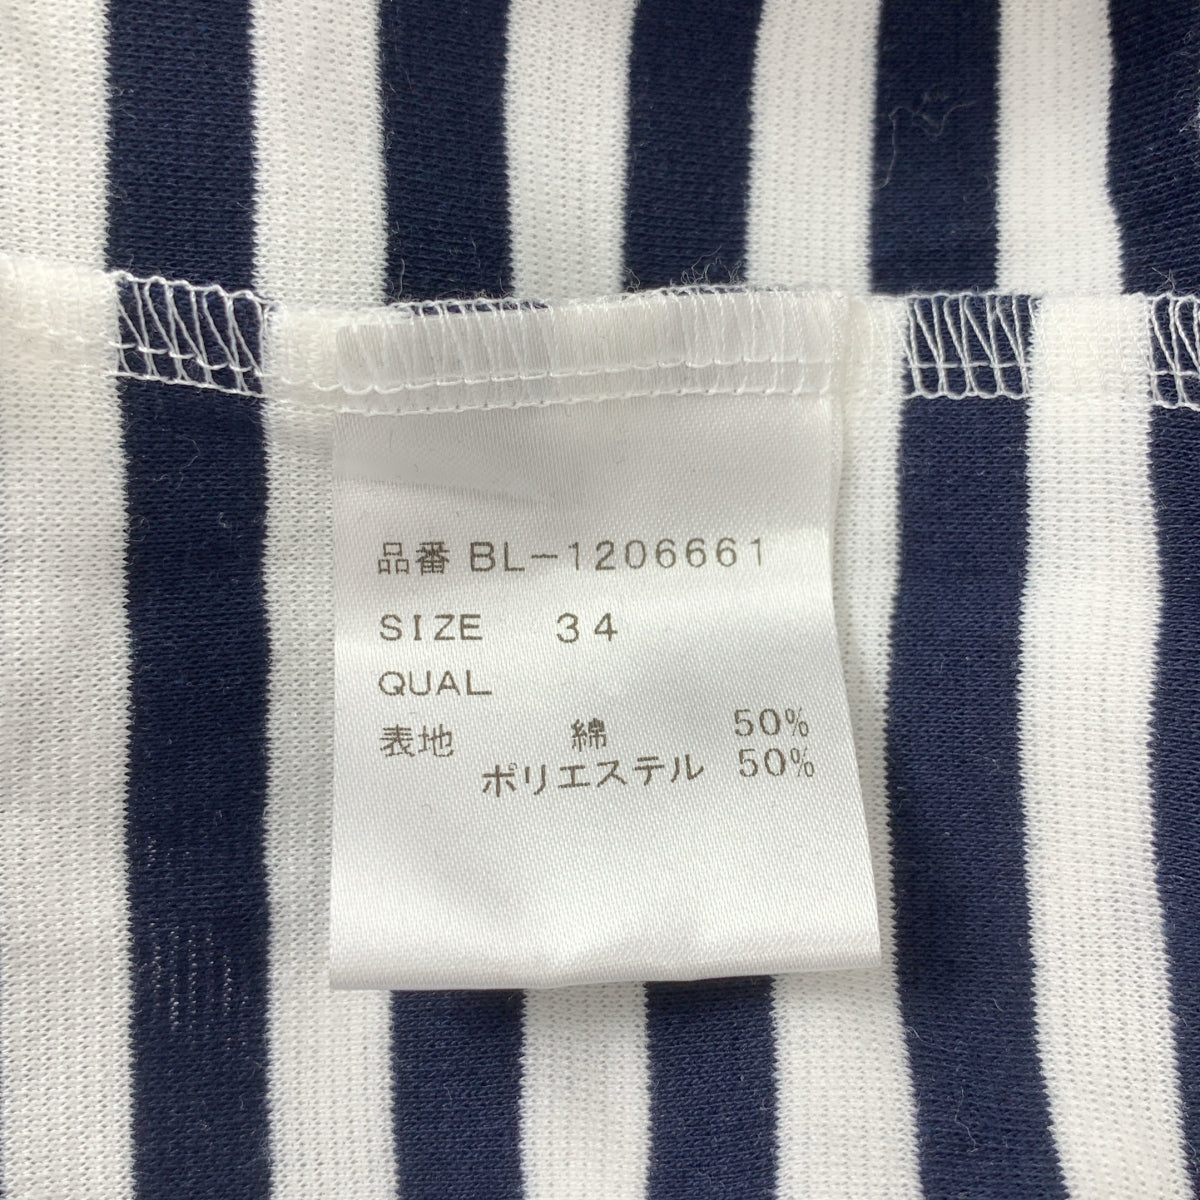 品番 BL-1206661
SIZE 34
QUAL
表地 綿 50%
ポリエステル 50%